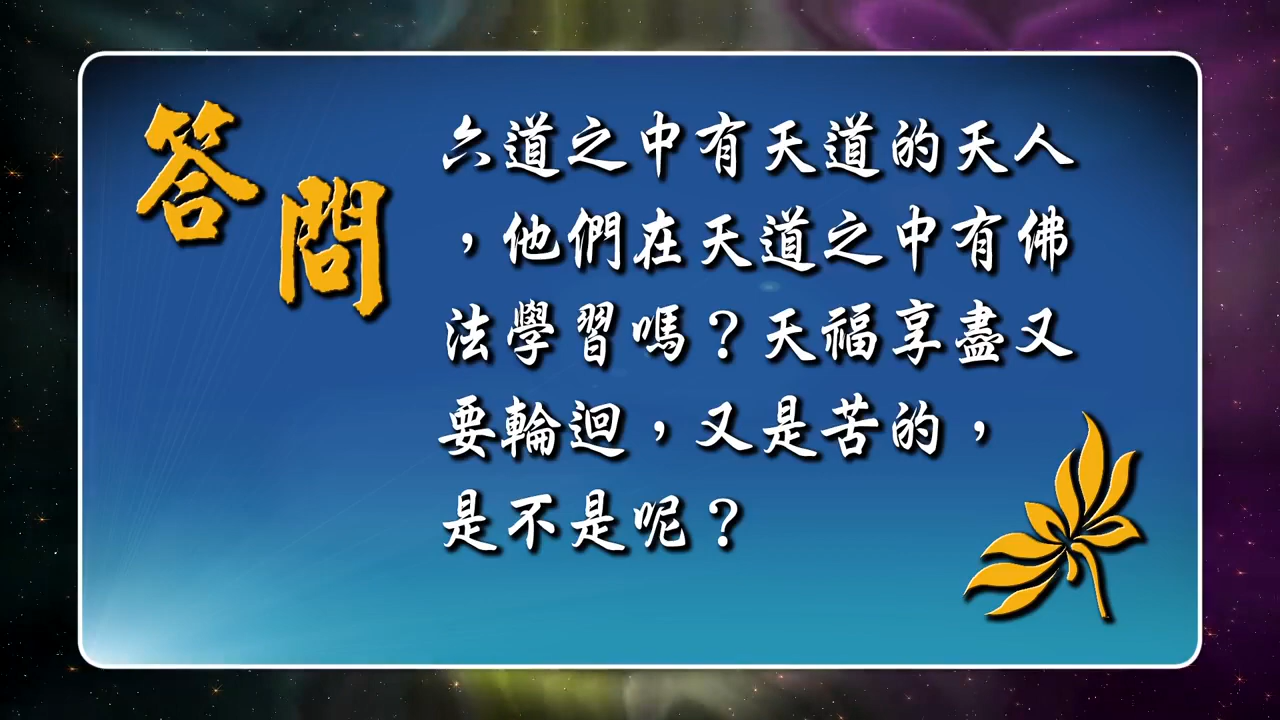 答問
六道之中有天道的天人
，他們在天道之中有佛
法學習嗎？天福享盡又
要輪迴，又是苦的，
是不是呢？